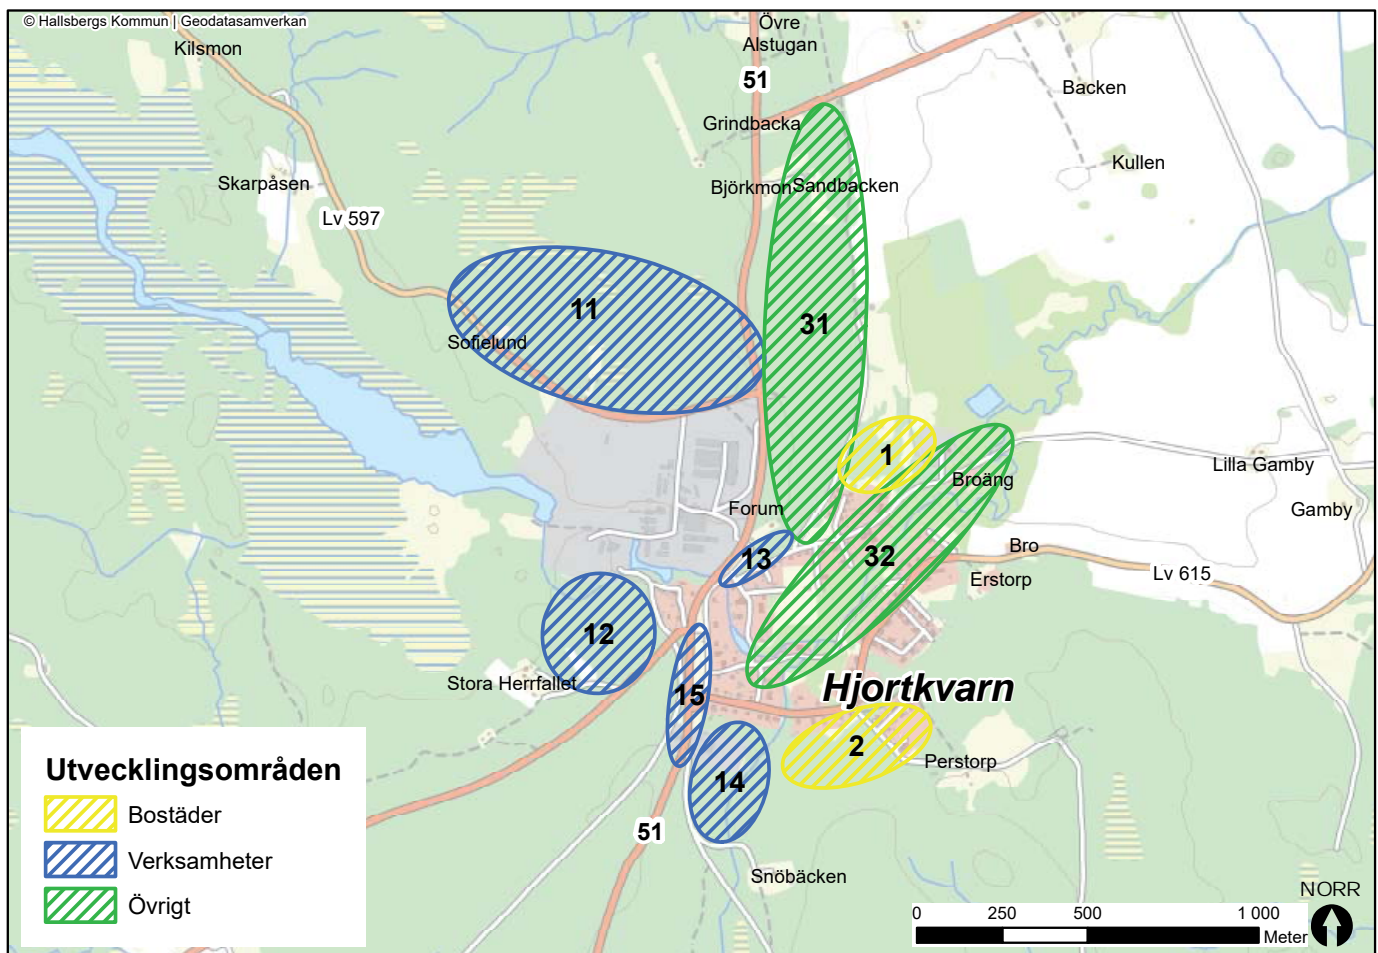 © Hallsbergs Kommun | Geodatasamverkan
Övre
Alstugan
Kilsmon
51
Backen
Grindbacka
Kullen
Skarpåsen
Björkmon
Sandbacken
Lv 597
11
31
Sofielund
1
Lilla Gamby
Broäng
Forum
Gamby
13
32
Bro
Lv 615
Erstorp
12
Stora Herrfallet
15
Hjortkvarn
2
Perstorp
14
51
Snöbäcken
Utvecklingsområden
Bostäder
Verksamheter
Övrigt
NORR
0 250 500 1 000
Meter